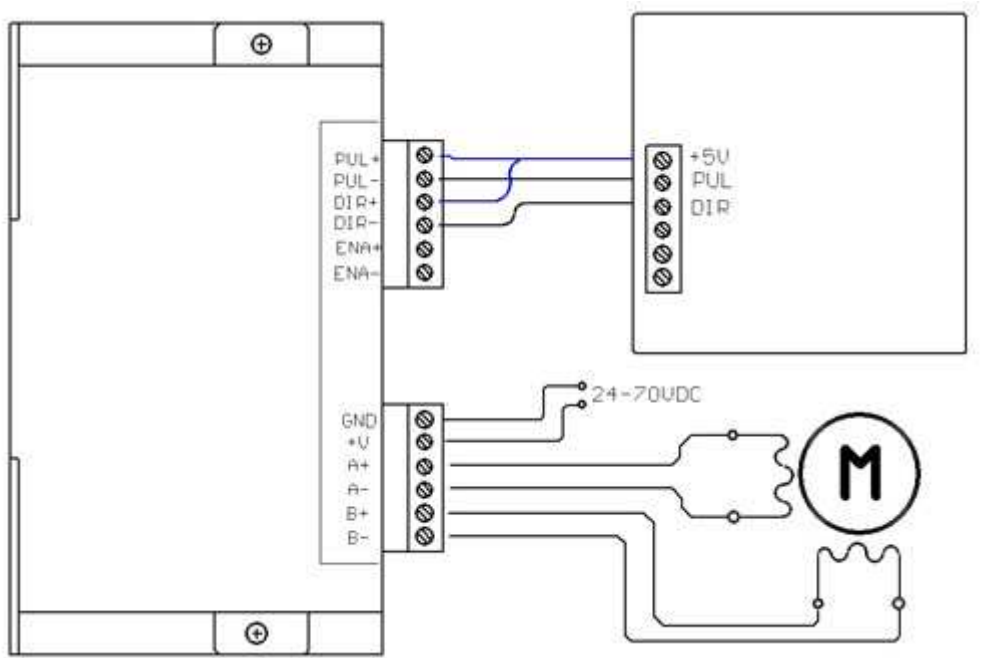 PUL+
PUL-
DIR+
DIR-
ENA+
ENA-
+5V
PUL
DIR
GND
+V
A+
A-
B+
B-
24-70VDC
M